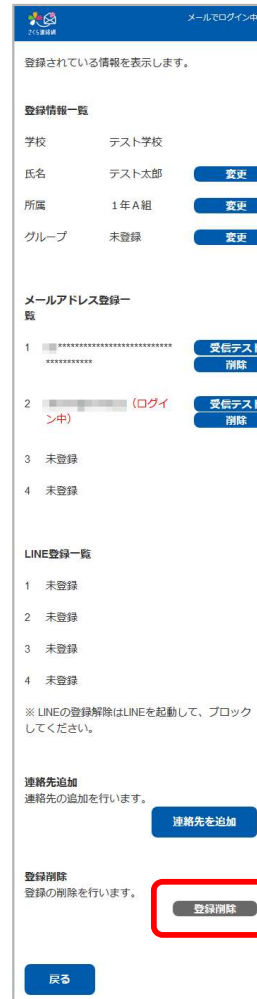 さくら連絡網
メールでログイン中
登録されている情報を表示します。
登録情報一覧
学校 テスト学校
氏名 テスト太郎 変更
所属 1年A組 変更
グループ 未登録 変更
メールアドレス登録一
覧
1 ****************************
***********
受信テスト
削除
2 (ログイ
ン中)
受信テスト
削除
3 未登録
4 未登録
LINE登録一覧
1 未登録
2 未登録
3 未登録
4 未登録
※ LINEの登録解除はLINEを起動して、ブロック
してください。
連絡先追加
連絡先の追加を行います。
連絡先を追加
登録削除
登録の削除を行います。
登録削除
戻る